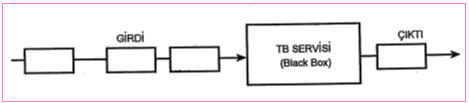 GİRDİ
TB SERVİSİ
(Black Box)
ÇIKTI